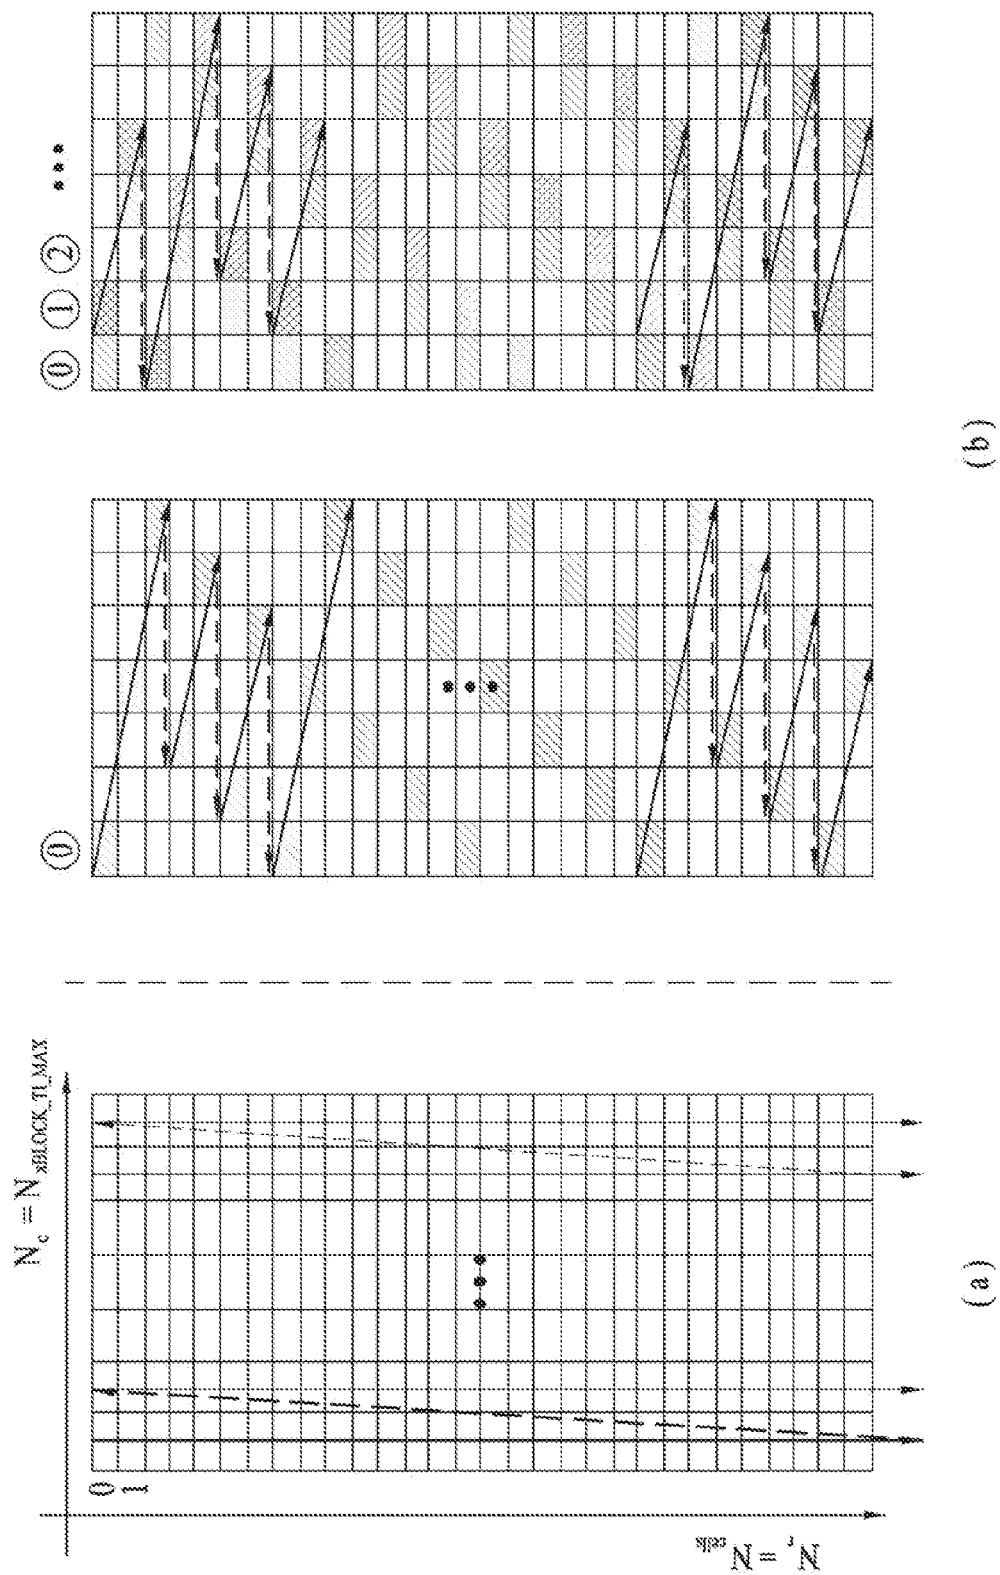 N_c = N_xBLOCK_TI_MAX
0
1
N_r = N_cells
(a)
⓪
⓪ ① ② •••
(b)